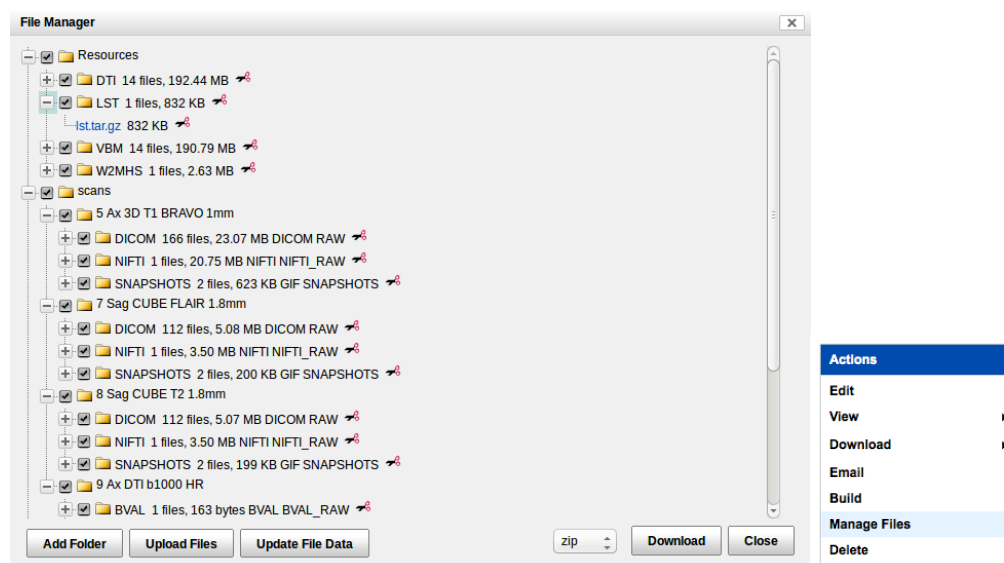 File Manager
Resources
DTI 14 files, 192.44 MB
LST 1 files, 832 KB
lst.tar.gz 832 KB
VBM 14 files, 190.79 MB
W2MHS 1 files, 2.63 MB
scans
5 Ax 3D T1 BRAVO 1mm
DICOM 166 files, 23.07 MB DICOM RAW
NIFTI 1 files, 20.75 MB NIFTI NIFTI_RAW
SNAPSHOTS 2 files, 623 KB GIF SNAPSHOTS
7 Sag CUBE FLAIR 1.8mm
DICOM 112 files, 5.08 MB DICOM RAW
NIFTI 1 files, 3.50 MB NIFTI NIFTI_RAW
SNAPSHOTS 2 files, 200 KB GIF SNAPSHOTS
8 Sag CUBE T2 1.8mm
DICOM 112 files, 5.07 MB DICOM RAW
NIFTI 1 files, 3.50 MB NIFTI NIFTI_RAW
SNAPSHOTS 2 files, 199 KB GIF SNAPSHOTS
9 Ax DTI b1000 HR
BVAL 1 files, 163 bytes BVAL BVAL_RAW
Add Folder Upload Files Update File Data zip Download Close
Actions
Edit
View
Download
Email
Build
Manage Files
Delete